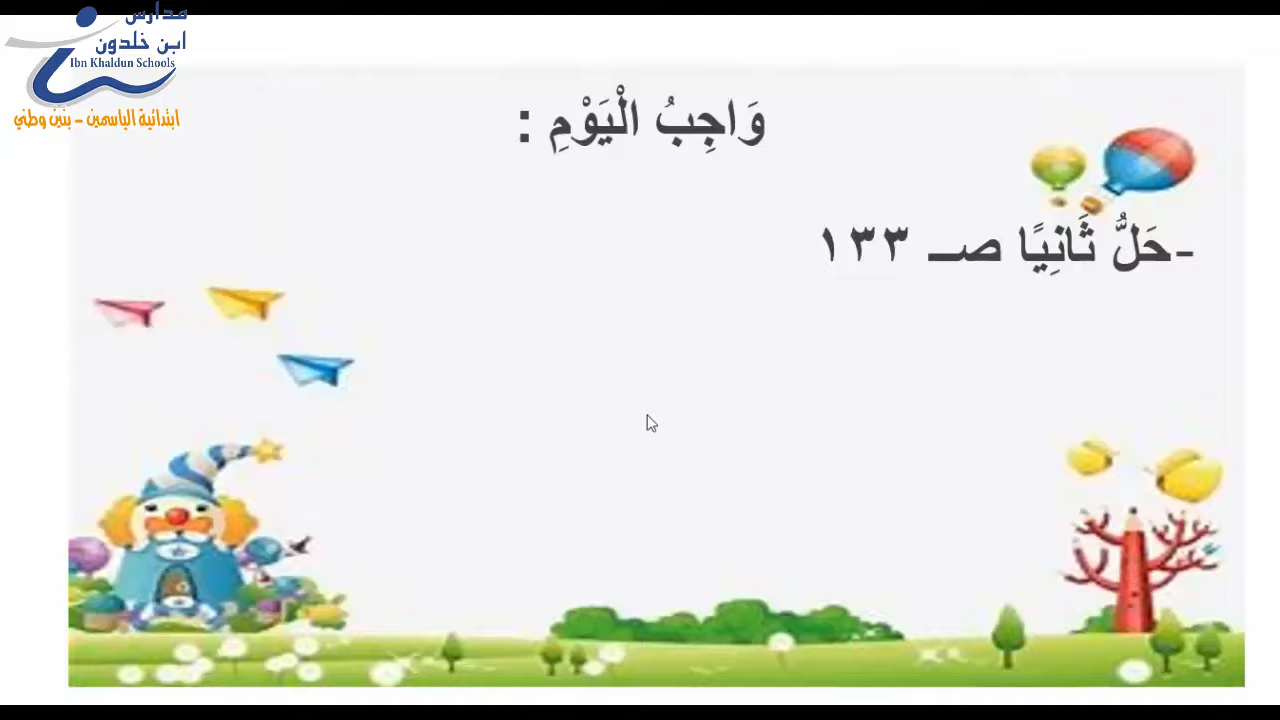 مدارس
ابن خلدون
Ibn Khaldun Schools
ابتدائية الياسمين - بنين وطني
وَاجِبُ الْيَوْمِ :
-حَلُّ ثَانِيًا صـ ١٣٣